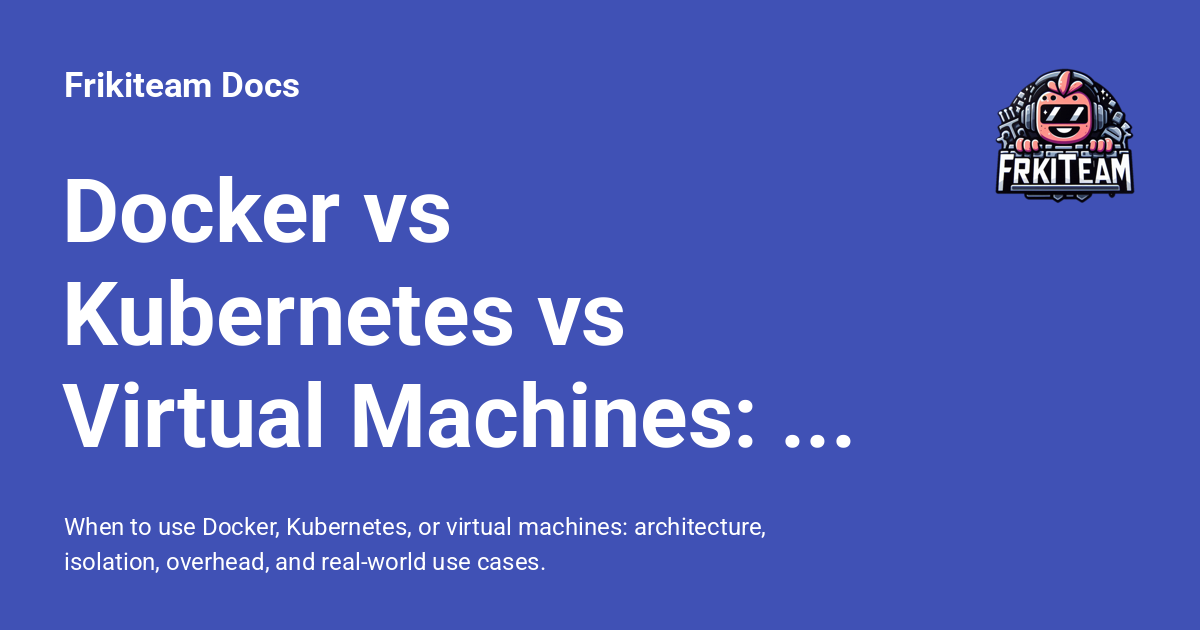 Frikiteam Docs
FRKITEAM
Docker vs
Kubernetes vs
Virtual Machines: ...
When to use Docker, Kubernetes, or virtual machines: architecture,
isolation, overhead, and real-world use cases.